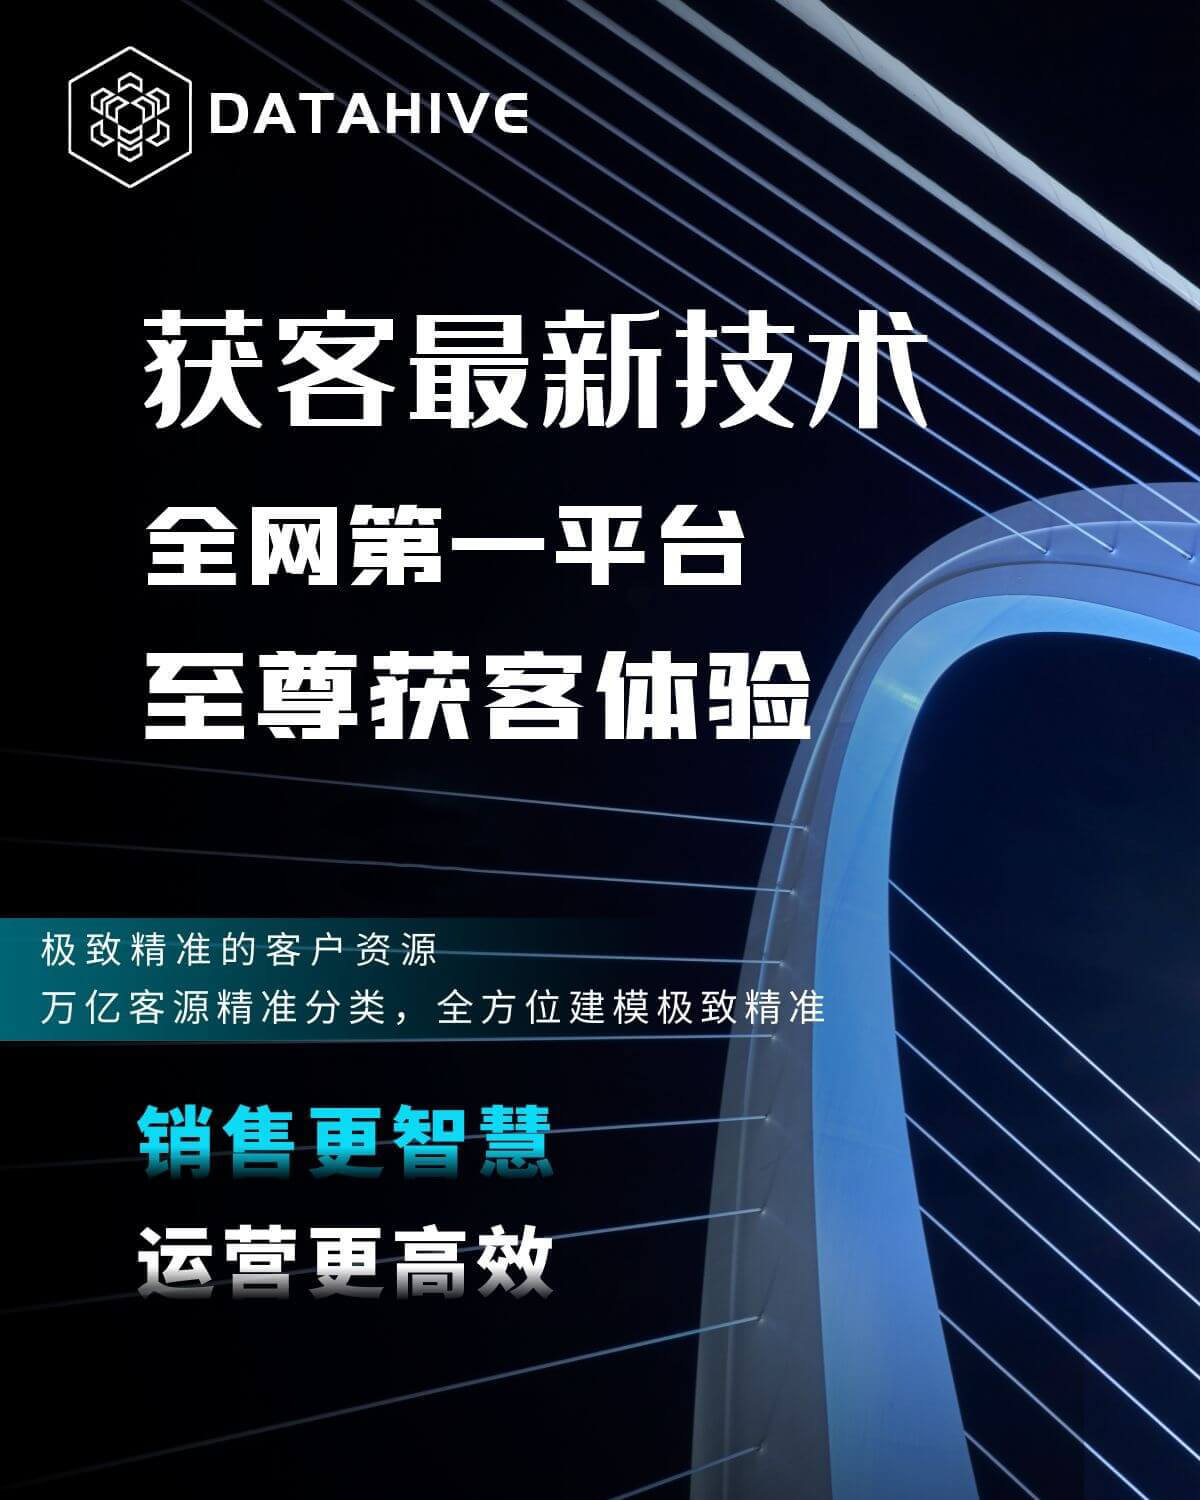 DATAHIVE
获客最新技术
全网第一平台
至尊获客体验
极致精准的客户资源
万亿客源精准分类，全方位建模极致精准
销售更智慧
运营更高效